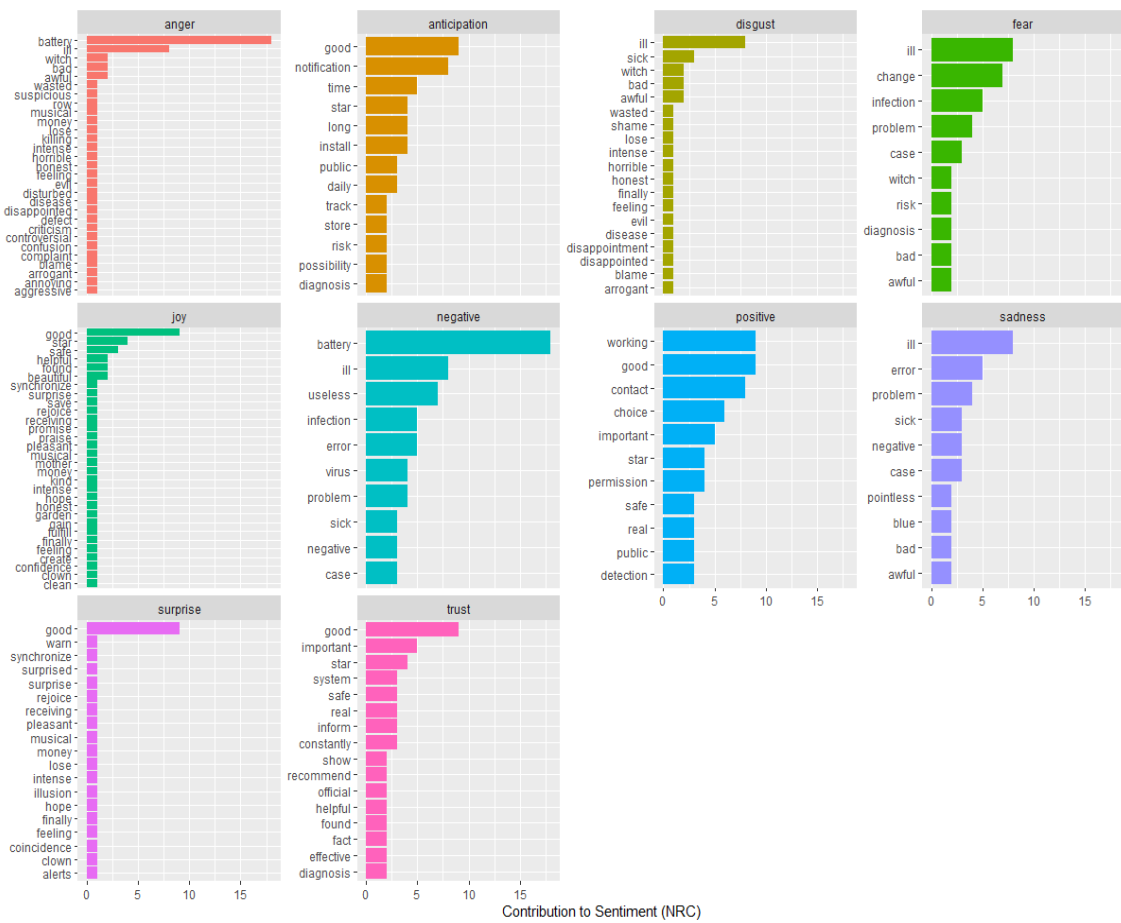 anger
battery
ill
witch
bad
awful
wasted
suspicious
row
musical
money
lose
killing
intense
horrible
honest
feeling
evil
disturbed
disease
disappointed
defect
criticism
controversial
confusion
complaint
blame
arrogant
annoying
aggressive
anticipation
good
notification
time
star
long
install
public
daily
track
store
risk
possibility
diagnosis
disgust
ill
sick
witch
bad
awful
wasted
shame
lose
intense
horrible
honest
finally
feeling
evil
disease
disappointment
disappointed
blame
arrogant
fear
ill
change
infection
problem
case
witch
risk
diagnosis
bad
awful
joy
good
star
safe
helpful
found
beautiful
synchronize
surprise
save
rejoice
receiving
promise
praise
pleasant
musical
mother
money
kind
intense
hope
honest
garden
gain
fulfill
finally
feeling
create
confidence
clown
clean
negative
battery
ill
useless
infection
error
virus
problem
sick
negative
case
positive
working
good
contact
choice
important
star
permission
safe
real
public
detection
0 5 10 15
sadness
ill
error
problem
sick
negative
case
pointless
blue
bad
awful
0 5 10 15
surprise
good
warn
synchronize
surprised
surprise
rejoice
receiving
pleasant
musical
money
lose
intense
illusion
hope
finally
feeling
coincidence
clown
alerts
0 5 10 15
trust
good
important
star
system
safe
real
inform
constantly
show
recommend
official
helpful
found
fact
effective
diagnosis
0 5 10 15
Contribution to Sentiment (NRC)